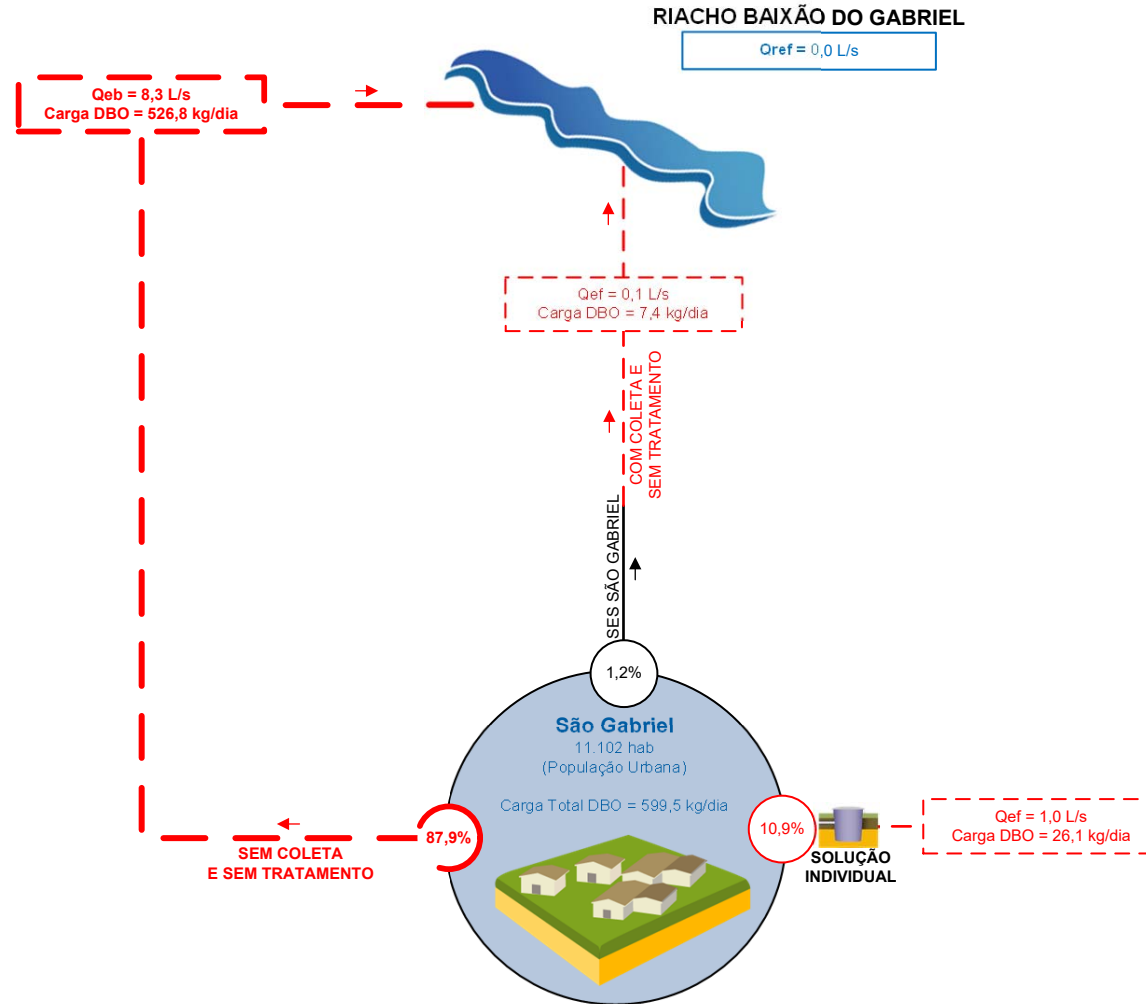 RIACHO BAIXÃO DO GABRIEL
Qref = 0,0 L/s
Qeb = 8,3 L/s
Carga DBO = 526,8 kg/dia
Qef = 0,1 L/s
Carga DBO = 7,4 kg/dia
COM COLETA E
SEM TRATAMENTO
SES SÃO GABRIEL
1,2%
São Gabriel
11.102 hab
(População Urbana)
Carga Total DBO = 599,5 kg/dia
87,9%
SEM COLETA
E SEM TRATAMENTO
10,9%
SOLUÇÃO
INDIVIDUAL
Qef = 1,0 L/s
Carga DBO = 26,1 kg/dia